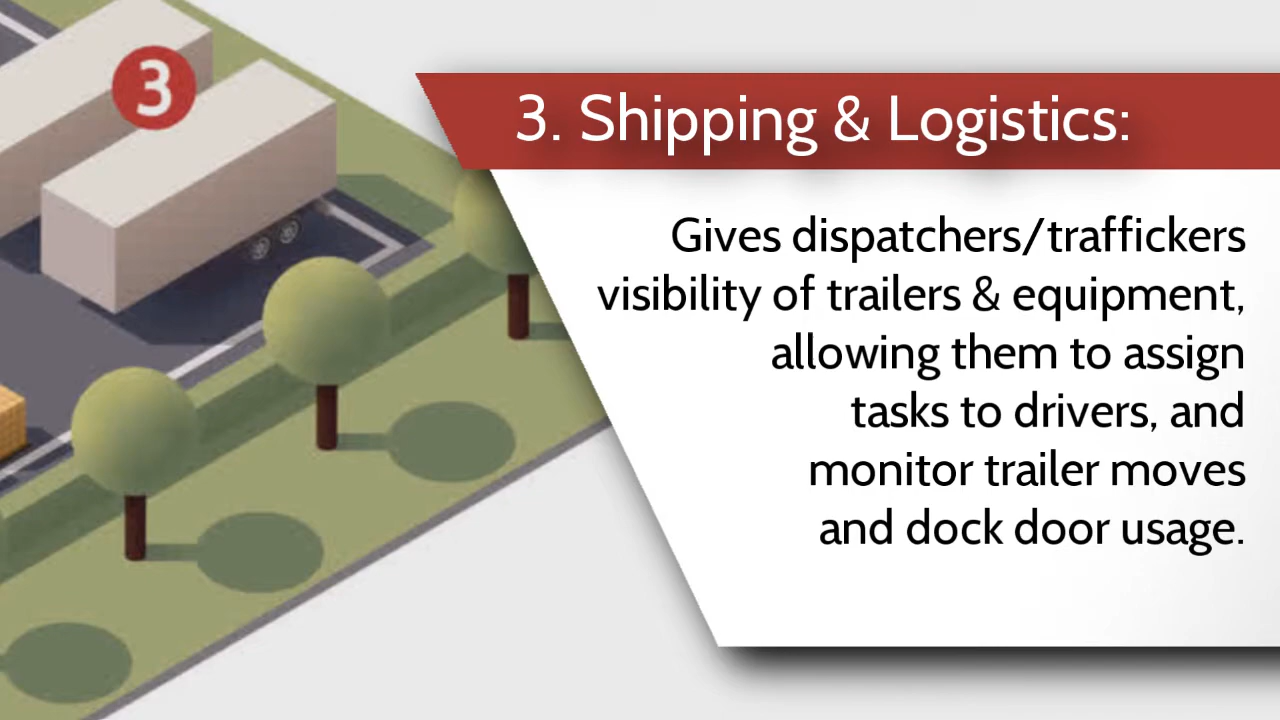 3
3. Shipping & Logistics:
Gives dispatchers/traffickers
visibility of trailers & equipment,
allowing them to assign
tasks to drivers, and
monitor trailer moves
and dock door usage.